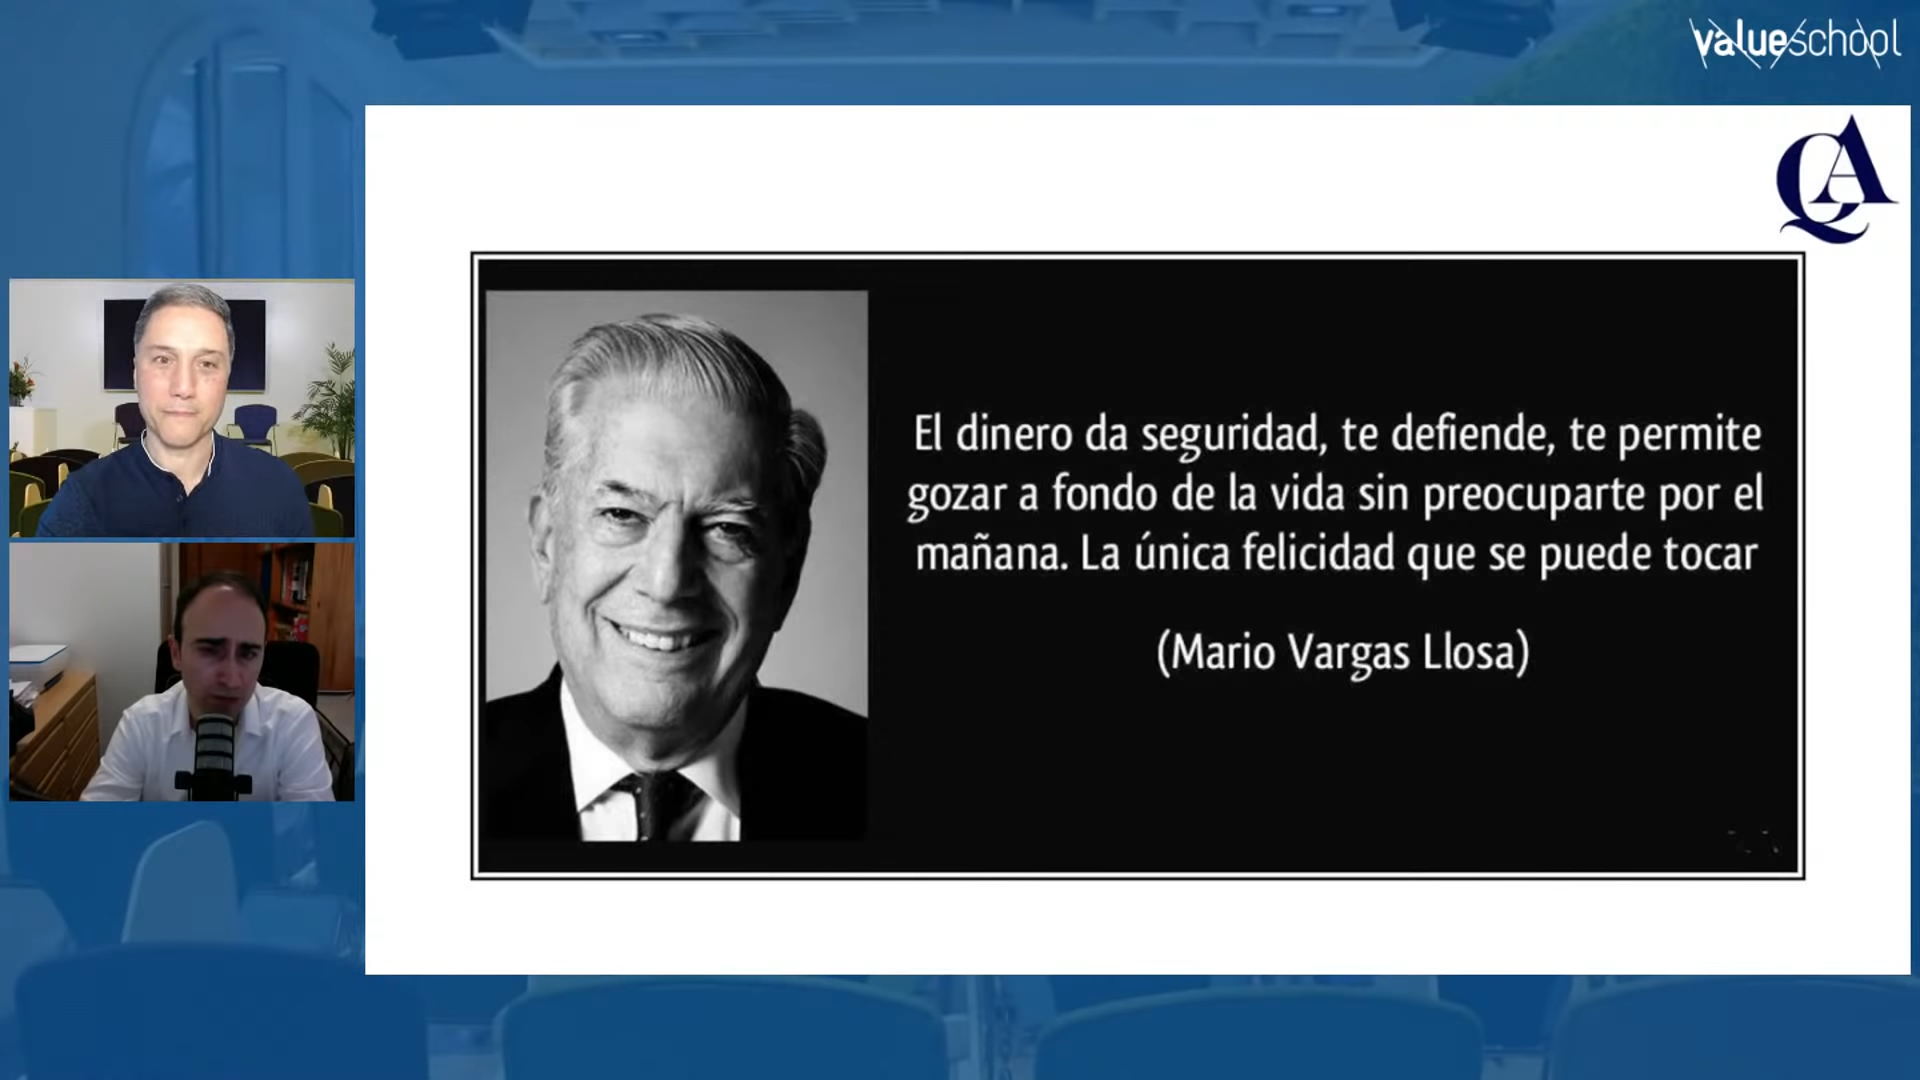 valueschool
QA
El dinero da seguridad, te defiende, te permite
gozar a fondo de la vida sin preocuparte por el
mañana. La única felicidad que se puede tocar
(Mario Vargas Llosa)